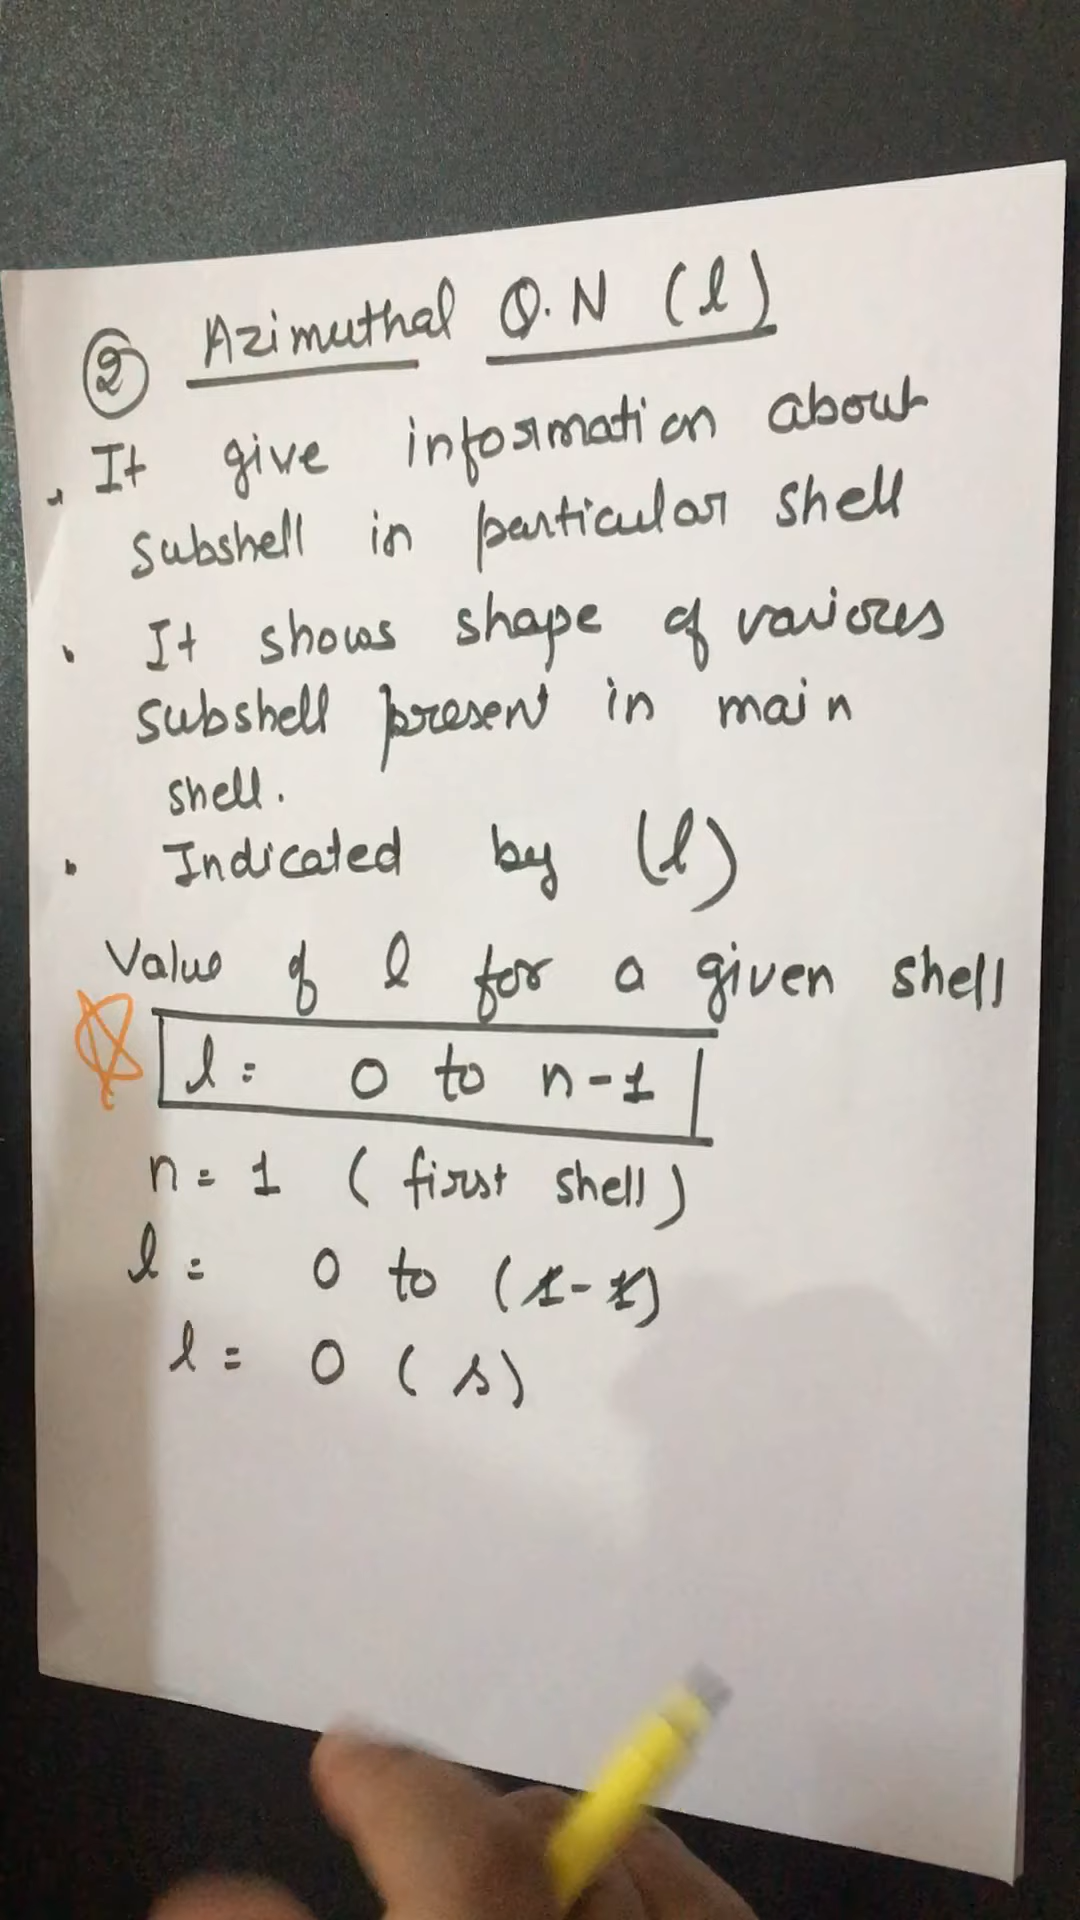 ② Azimuthal Q.N (l)
. It give information about
subshell in particular shell
. It shows shape of various
subshell present in main
shell.
. Indicated by (l)
Value of l for a given shell
l = 0 to n-1
n = 1 (first shell)
l = 0 to (1-1)
l = 0 (s)